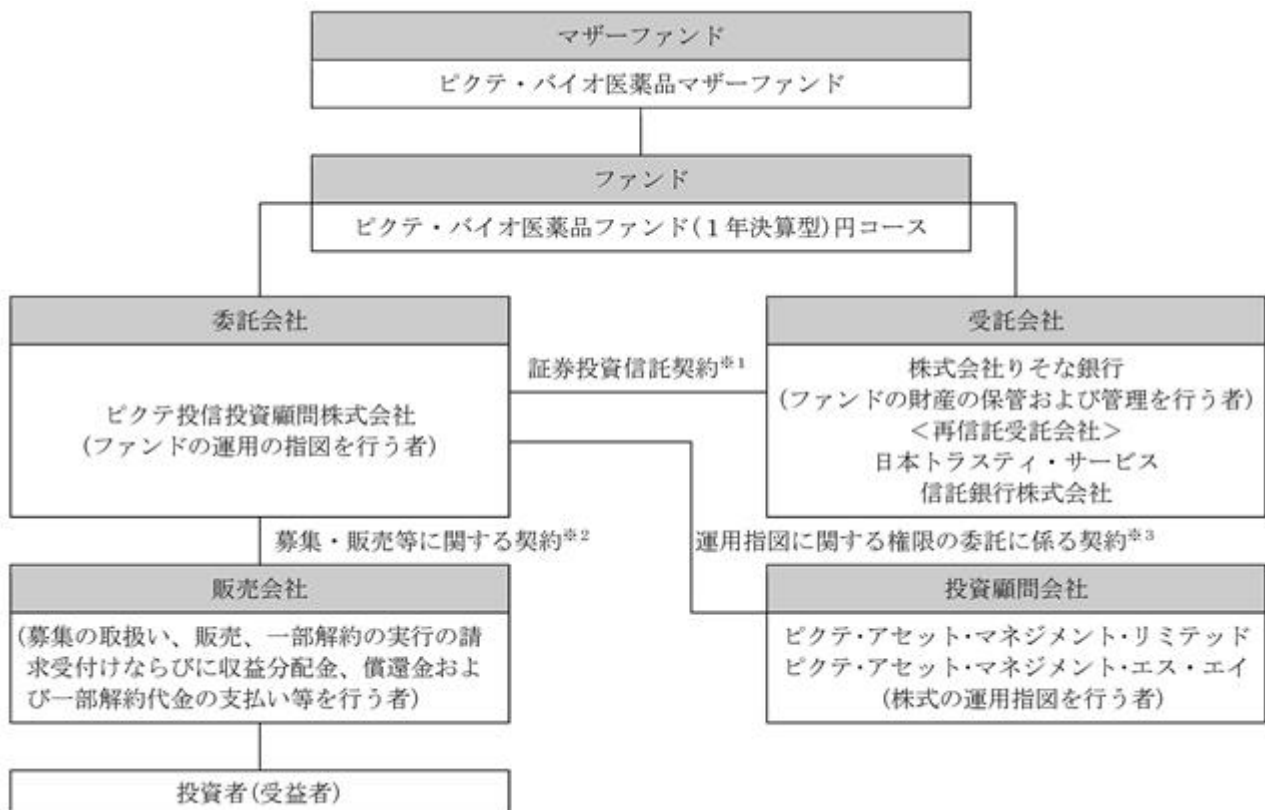 マザーファンド
ピクテ・バイオ医薬品マザーファンド
ファンド
ピクテ・バイオ医薬品ファンド(1年決算型)円コース
委託会社
ピクテ投信投資顧問株式会社
(ファンドの運用の指図を行う者)
証券投資信託契約※1
受託会社
株式会社りそな銀行
(ファンドの財産の保管および管理を行う者)
<再信託受託会社>
日本トラスティ・サービス
信託銀行株式会社
募集・販売等に関する契約※2
運用指図に関する権限の委託に係る契約※3
販売会社
(募集の取扱い、販売、一部解約の実行の請
求受付けならびに収益分配金、償還金およ
び一部解約代金の支払い等を行う者)
投資顧問会社
ピクテ・アセット・マネジメント・リミテッド
ピクテ・アセット・マネジメント・エス・エイ
(株式の運用指図を行う者)
投資者(受益者)